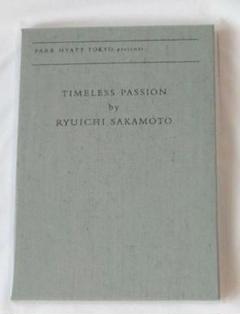 PARK HYATT TOKYO presents...
TIMELESS PASSION
by
RYUICHI SAKAMOTO